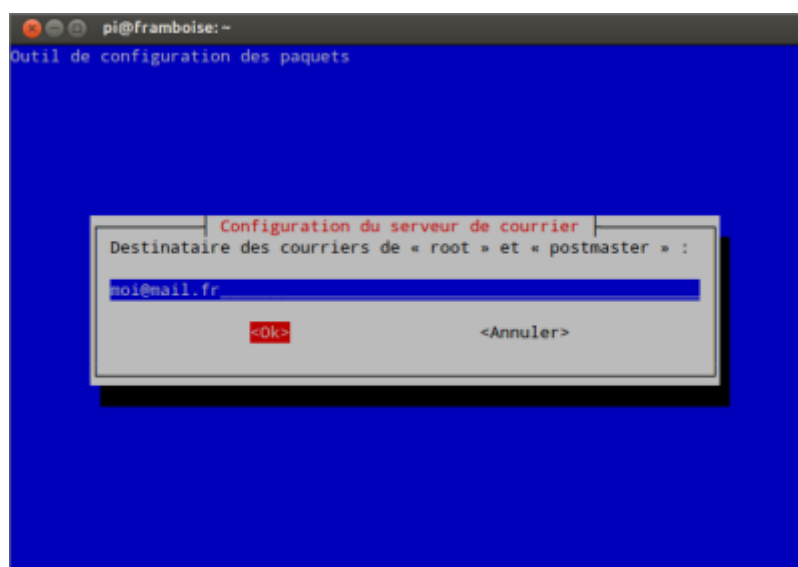 pi@framboise: ~
Outil de configuration des paquets
Configuration du serveur de courrier
Destinataire des courriers de « root » et « postmaster » :
moi@mail.fr
<Ok> <Annuler>